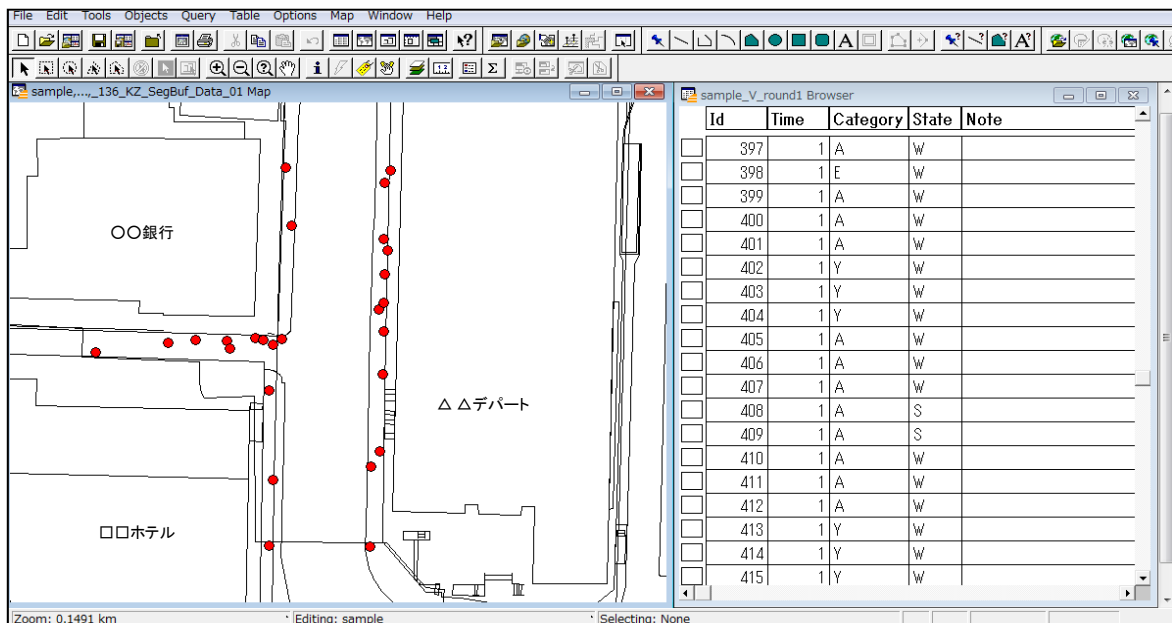 File Edit Tools Objects Query Table Options Map Window Help
sample,...,_136_KZ_SegBuf_Data_01 Map
○○銀行
△ △デパート
□□ホテル
sample_V_round1 Browser
Id Time Category State Note
397 1 A W
398 1 E W
399 1 A W
400 1 A W
401 1 A W
402 1 Y W
403 1 Y W
404 1 Y W
405 1 A W
406 1 A W
407 1 A W
408 1 A S
409 1 A S
410 1 A W
411 1 A W
412 1 A W
413 1 Y W
414 1 Y W
415 1 Y W
Zoom: 0.1491 km Editing: sample Selecting: None